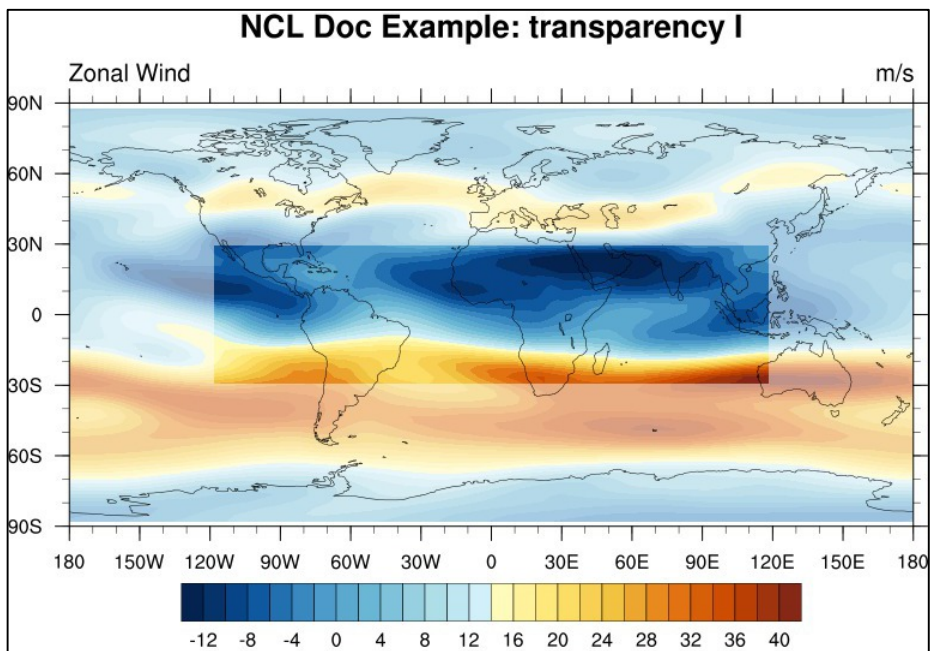 NCL Doc Example: transparency I
Zonal Wind m/s
90N
60N
30N
0
30S
60S
90S
180 150W 120W 90W 60W 30W 0 30E 60E 90E 120E 150E 180
-12 -8 -4 0 4 8 12 16 20 24 28 32 36 40